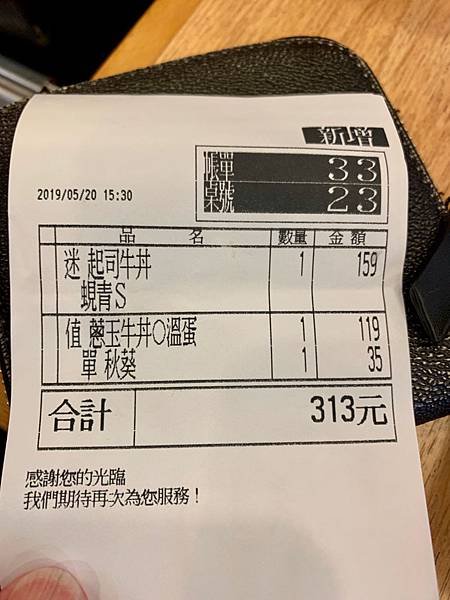 新增
帳單 33
桌號 23
2019/05/20 15:30
品 名 數量 金額
迷 起司牛丼 1 159
蜆青S
值 蔥玉牛丼○溫蛋 1 119
單 秋葵 1 35
合計 313元
感謝您的光臨
我們期待再次為您服務！